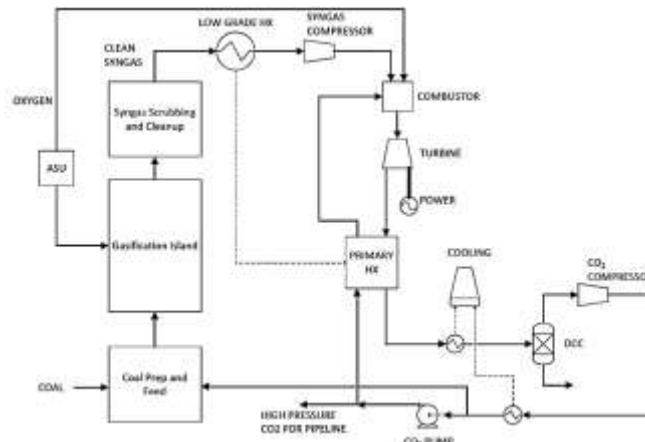 LOW GRADE HX
SYNGAS
COMPRESSOR
CLEAN
SYNGAS
OXYGEN
Syngas Scrubbing
and Cleanup
COMBUSTOR
ASU
TURBINE
POWER
Gasification Island
PRIMARY
HX
COOLING
CO2
COMPRESSO
DCC
COAL
Coal Prep and
Feed
HIGH PRESSURE
CO2 FOR PIPELINE
CO2 PUMP